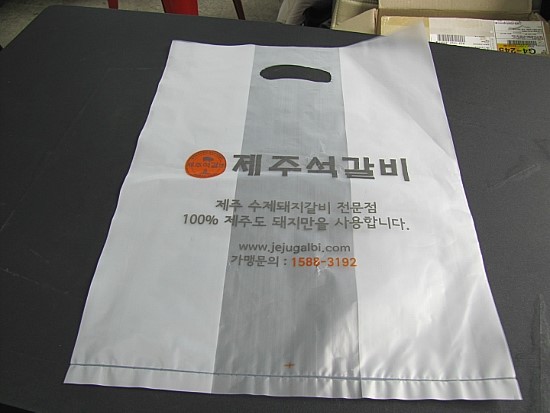 제주석갈비
제주 수제돼지갈비 전문점
100% 제주도 돼지만을 사용합니다.
www.jejugalbi.com
가맹문의 : 1588-3192